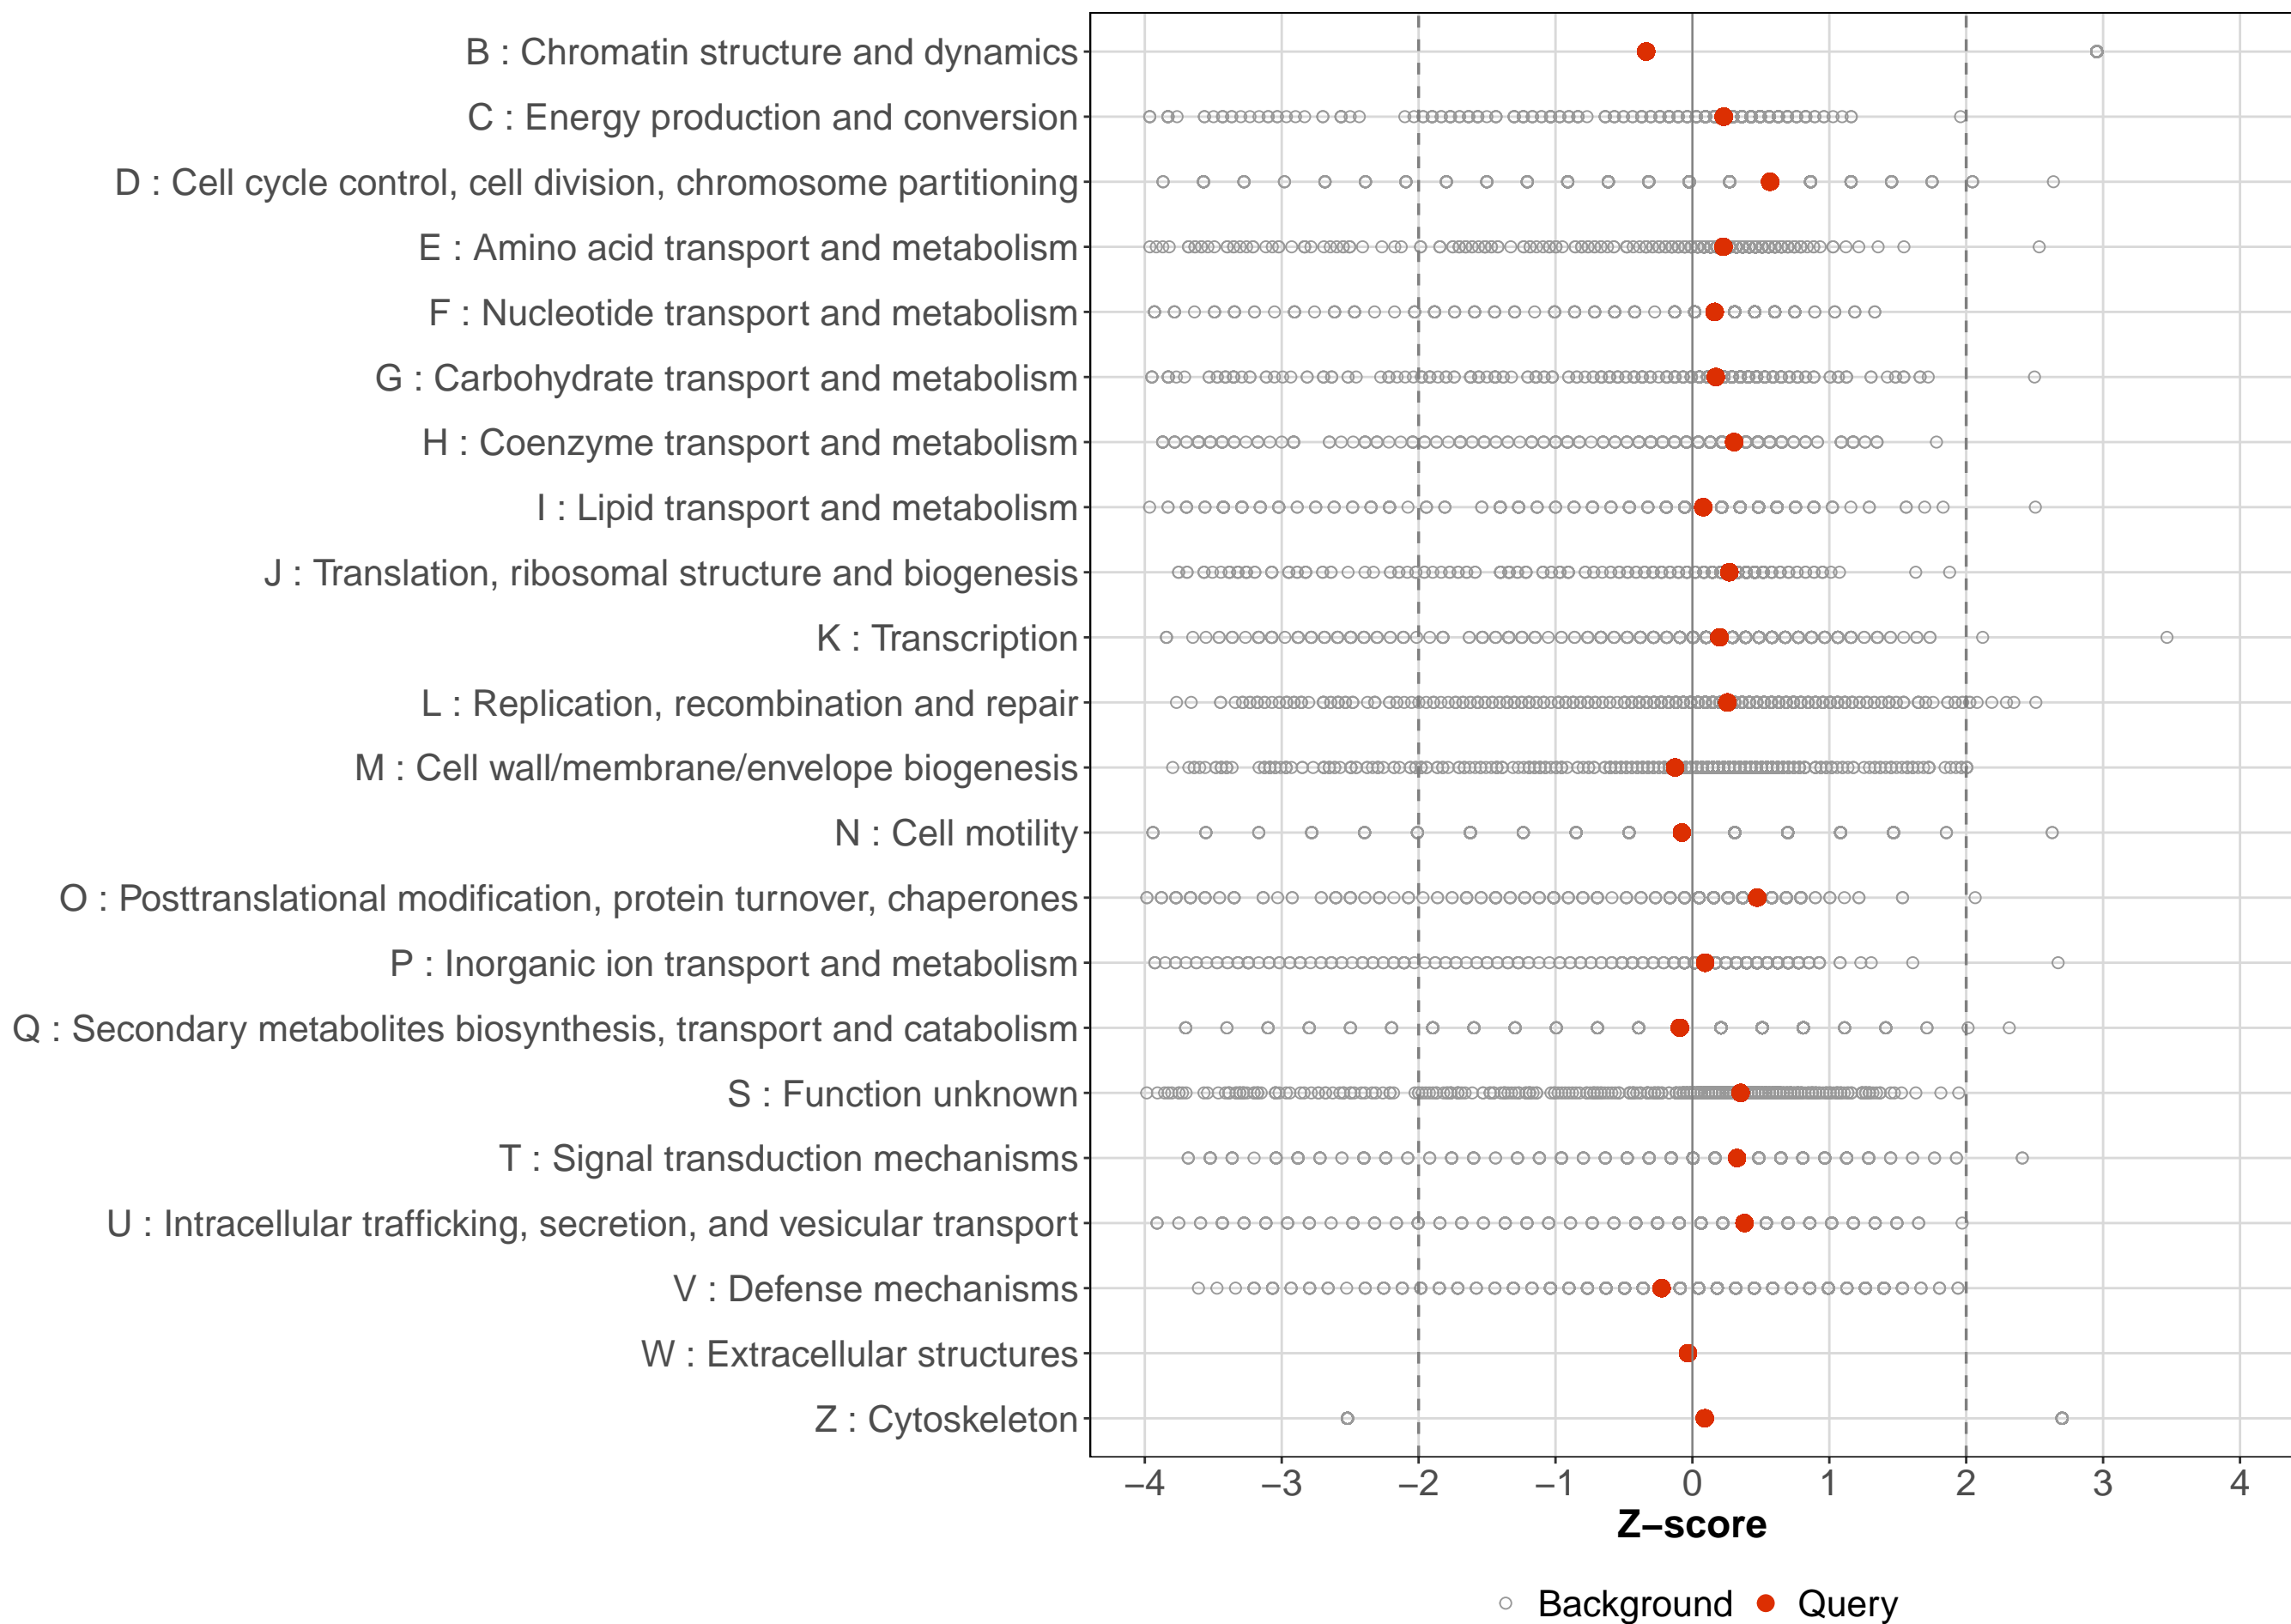 B : Chromatin structure and dynamics
C : Energy production and conversion
D : Cell cycle control, cell division, chromosome partitioning
E : Amino acid transport and metabolism
F : Nucleotide transport and metabolism
G : Carbohydrate transport and metabolism
H : Coenzyme transport and metabolism
I : Lipid transport and metabolism
J : Translation, ribosomal structure and biogenesis
K : Transcription
L : Replication, recombination and repair
M : Cell wall/membrane/envelope biogenesis
N : Cell motility
O : Posttranslational modification, protein turnover, chaperones
P : Inorganic ion transport and metabolism
Q : Secondary metabolites biosynthesis, transport and catabolism
S : Function unknown
T : Signal transduction mechanisms
U : Intracellular trafficking, secretion, and vesicular transport
V : Defense mechanisms
W : Extracellular structures
Z : Cytoskeleton
−4 −3 −2 −1 0 1 2 3 4
Z−score
Background Query